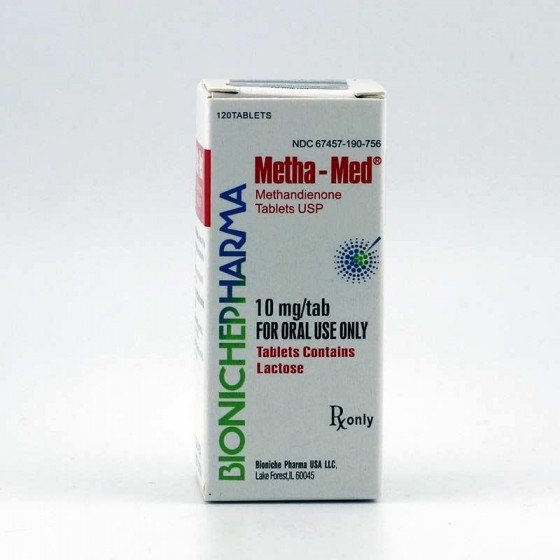 120TABLETS
NDC 67457-190-756
Metha-Med®
Methandienone
Tablets USP
BIONICHEPHARMA
10 mg/tab
FOR ORAL USE ONLY
Tablets Contains
Lactose
Rx only
Bioniche Pharma USA LLC,
Lake Forest,IL 60045